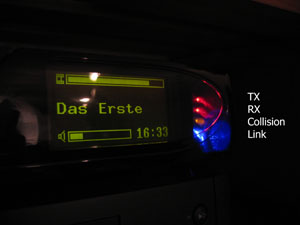 Das Erste
16:33
TX
RX
Collision
Link